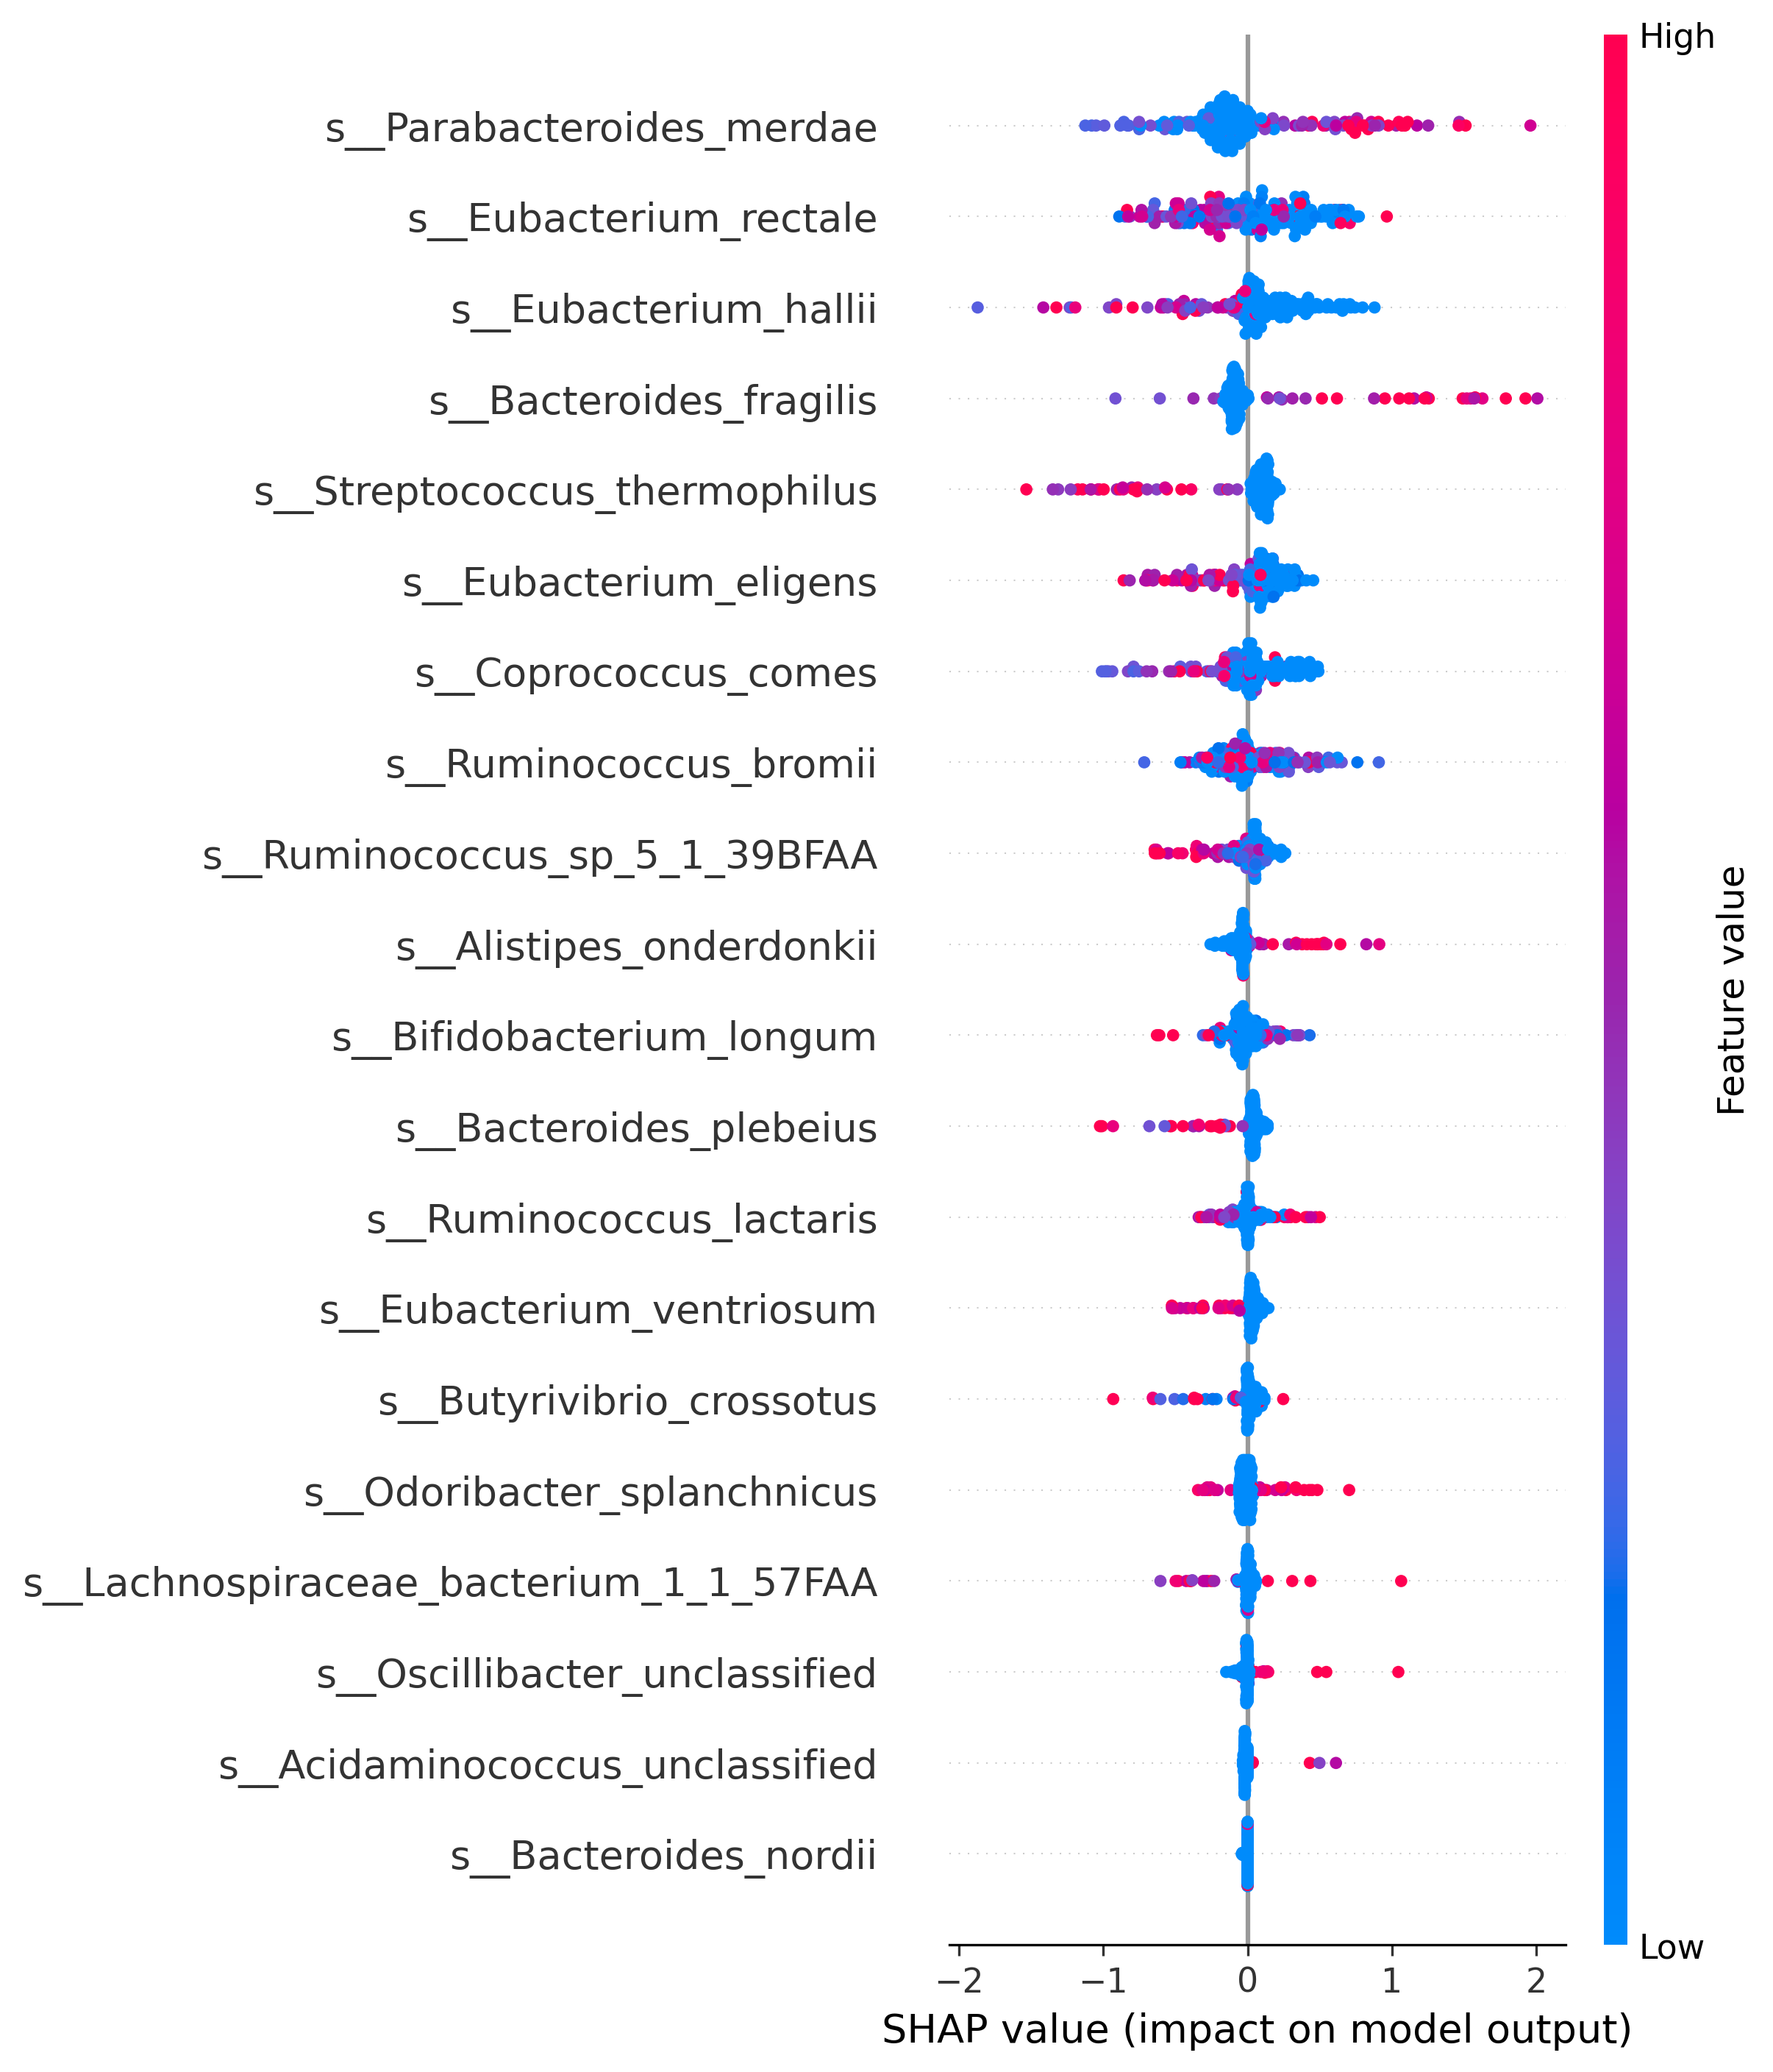 High
s__Parabacteroides_merdae
s__Eubacterium_rectale
s__Eubacterium_hallii
s__Bacteroides_fragilis
s__Streptococcus_thermophilus
s__Eubacterium_eligens
s__Coprococcus_comes
s__Ruminococcus_bromii
s__Ruminococcus_sp_5_1_39BFAA
s__Alistipes_onderdonkii
s__Bifidobacterium_longum
s__Bacteroides_plebeius
s__Ruminococcus_lactaris
s__Eubacterium_ventriosum
s__Butyrivibrio_crossotus
s__Odoribacter_splanchnicus
s__Lachnospiraceae_bacterium_1_1_57FAA
s__Oscillibacter_unclassified
s__Acidaminococcus_unclassified
s__Bacteroides_nordii
Feature value
Low
−2 −1 0 1 2
SHAP value (impact on model output)